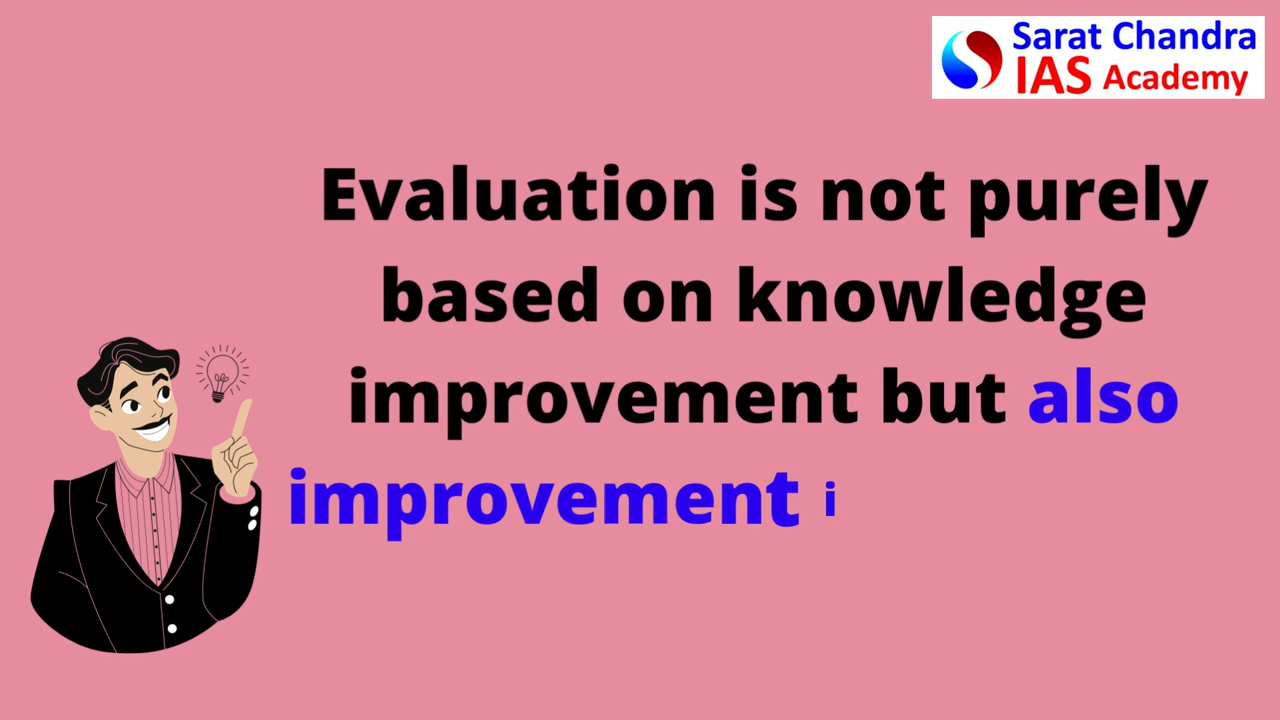 Sarat Chandra
IAS Academy
Evaluation is not purely
based on knowledge
improvement but also
improvement i